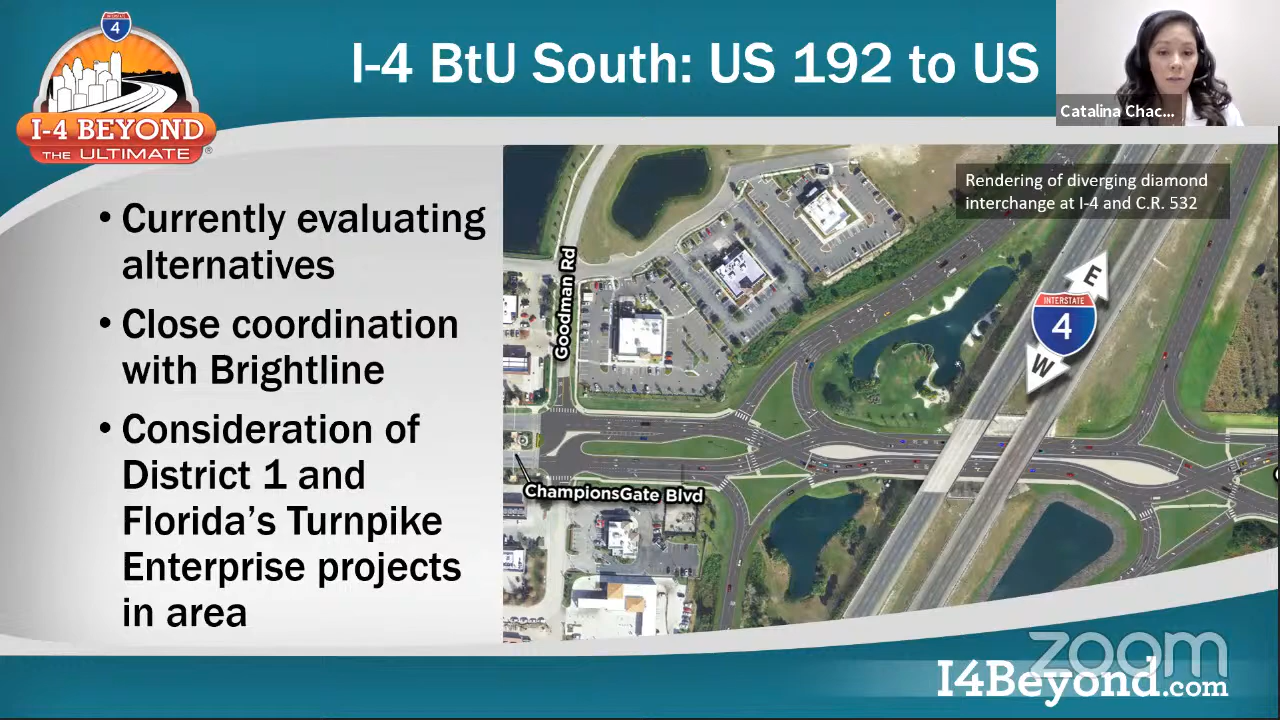 INTERSTATE
4
I-4 BEYOND
THE ULTIMATE®
I-4 BtU South: US 192 to US
Catalina Chac...
• Currently evaluating
alternatives
• Close coordination
with Brightline
• Consideration of
District 1 and
Florida's Turnpike
Enterprise projects
in area
Rendering of diverging diamond
interchange at I-4 and C.R. 532
Goodman Rd
E
INTERSTATE
4
W
ChampionsGate Blvd
zoom
I4Beyond.com